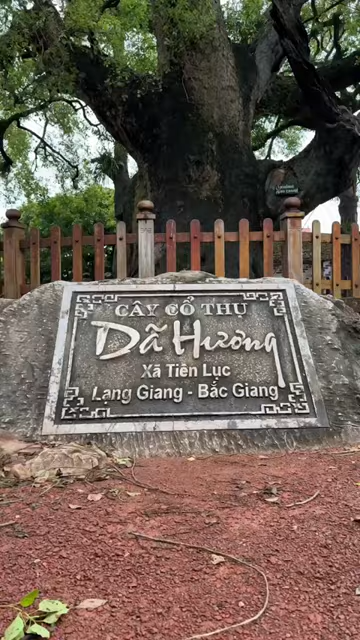 CÂY CỔ THỤ
Dã Hương
Xã Tiên Lục
Lạng Giang - Bắc Giang